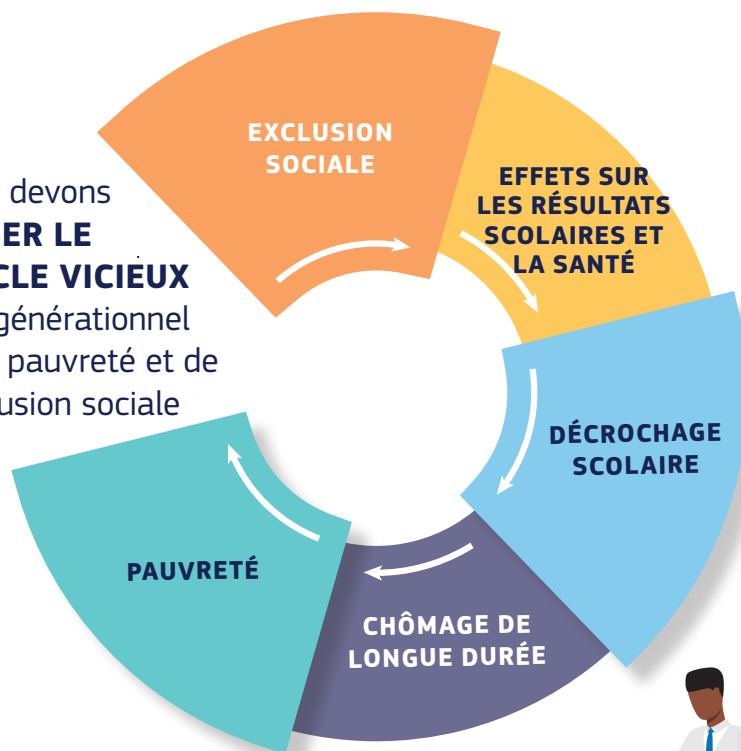 devons
ER LE
CLE VICIEUX
générationnel
pauvreté et de
usion sociale
EXCLUSION
SOCIALE
EFFETS SUR
LES RÉSULTATS
SCOLAIRES ET
LA SANTÉ
DÉCROCHAGE
SCOLAIRE
CHÔMAGE DE
LONGUE DURÉE
PAUVRETÉ